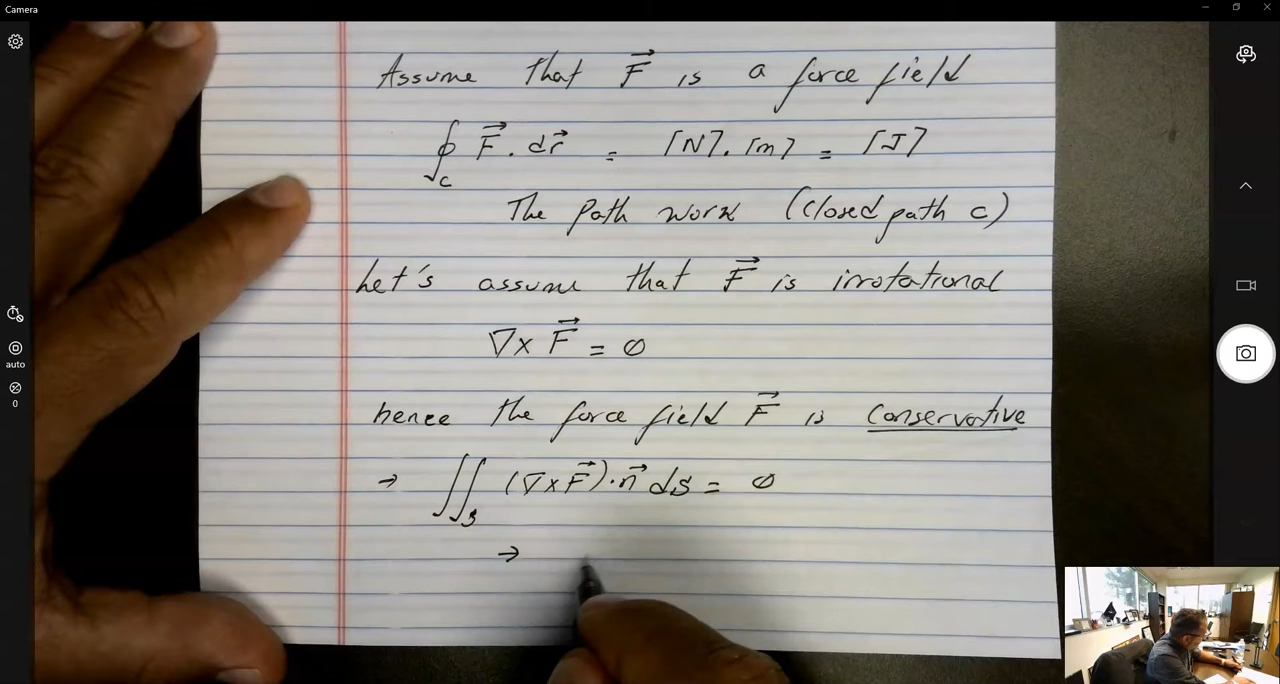 Camera
Assume that F⃗ is a force field
∮_C F⃗ . dr⃗ = [N].[m] = [J]
The path work (closed path c)
Let's assume that F⃗ is irrotational
∇× F⃗ = 0
hence the force field F⃗ is conservative
→ ∬_S (∇×F⃗)·n⃗ dS = 0
→
auto
0